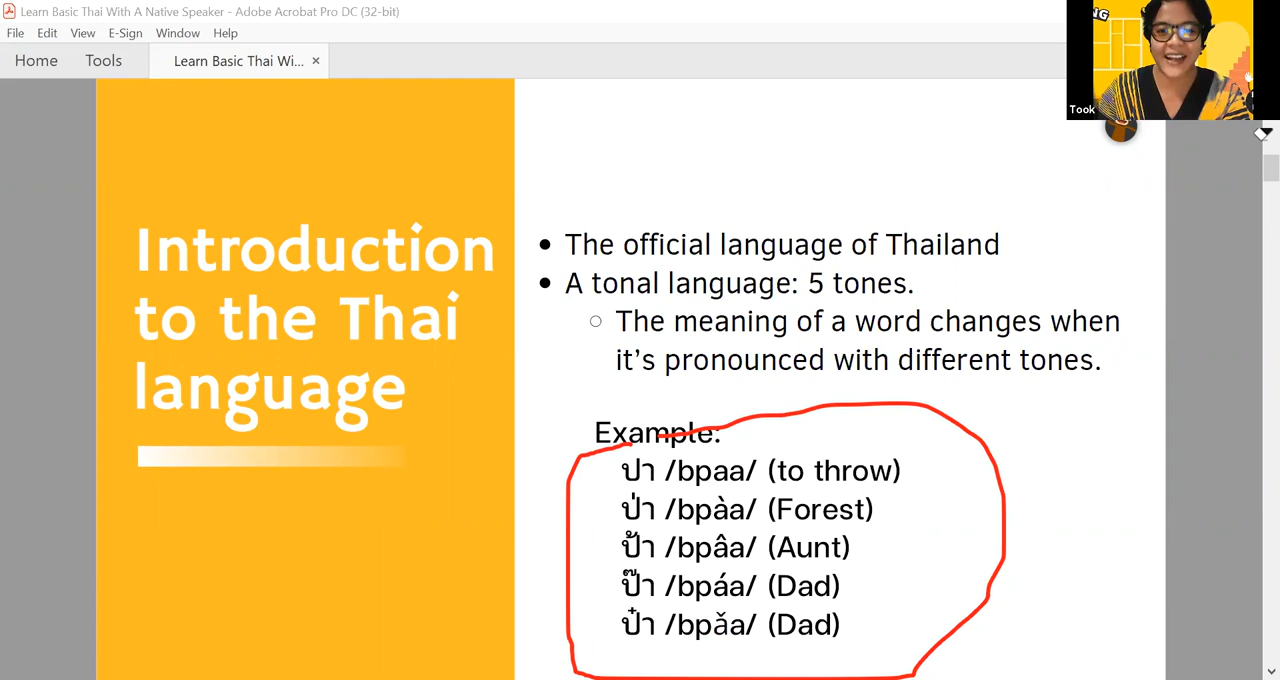 Learn Basic Thai With A Native Speaker - Adobe Acrobat Pro DC (32-bit)
File Edit View E-Sign Window Help
Home Tools Learn Basic Thai Wi... ×
Took
Introduction
to the Thai
language
• The official language of Thailand
• A tonal language: 5 tones.
○ The meaning of a word changes when
it’s pronounced with different tones.
Example:
ปา /bpaa/ (to throw)
ป่า /bpàa/ (Forest)
ป้า /bpâa/ (Aunt)
ป๊า /bpáa/ (Dad)
ป๋า /bpǎa/ (Dad)